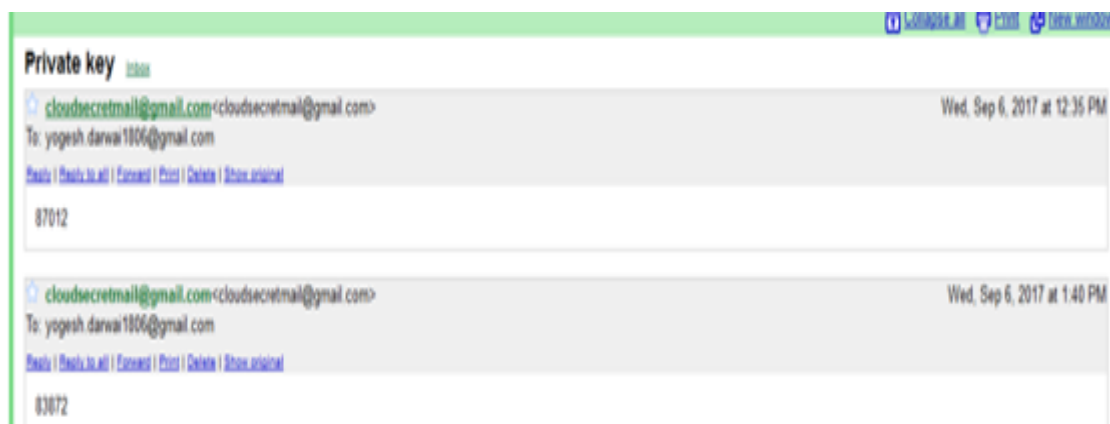 Collapse all Print New window
Private key Inbox
cloudsecretmail@gmail.com<cloudsecretmail@gmail.com> Wed, Sep 6, 2017 at 12:35 PM
To: yogesh.darwai1806@gmail.com
Reply | Reply to all | Forward | Print | Delete | Show original
87012
cloudsecretmail@gmail.com<cloudsecretmail@gmail.com> Wed, Sep 6, 2017 at 1:40 PM
To: yogesh.darwai1806@gmail.com
Reply | Reply to all | Forward | Print | Delete | Show original
83872